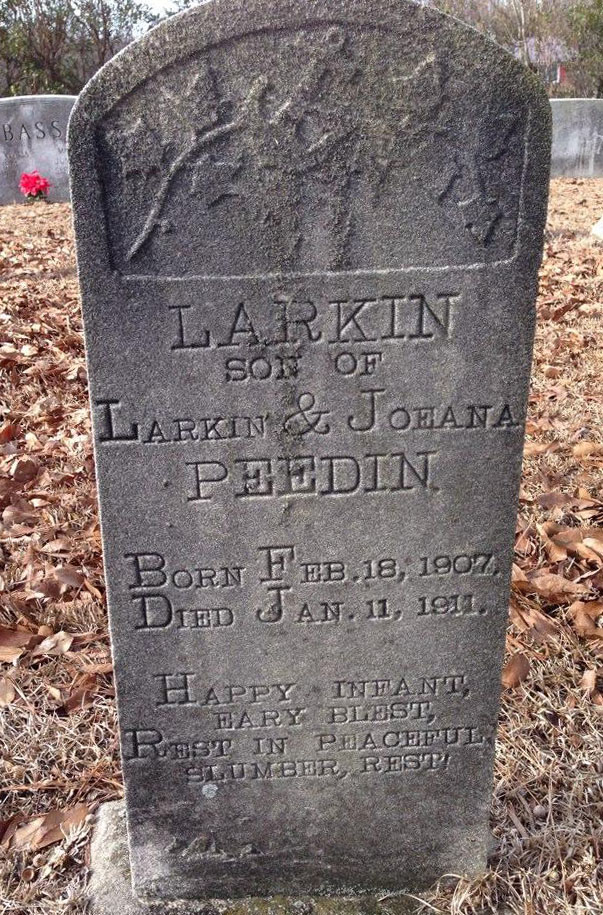 BASS
LARKIN
SON OF
LARKIN & JOEANA
PEEDIN
BORN FEB. 18, 1907.
DIED JAN. 11, 1911.
HAPPY INFANT,
EARY BLEST,
REST IN PEACEFUL
SLUMBER, REST!